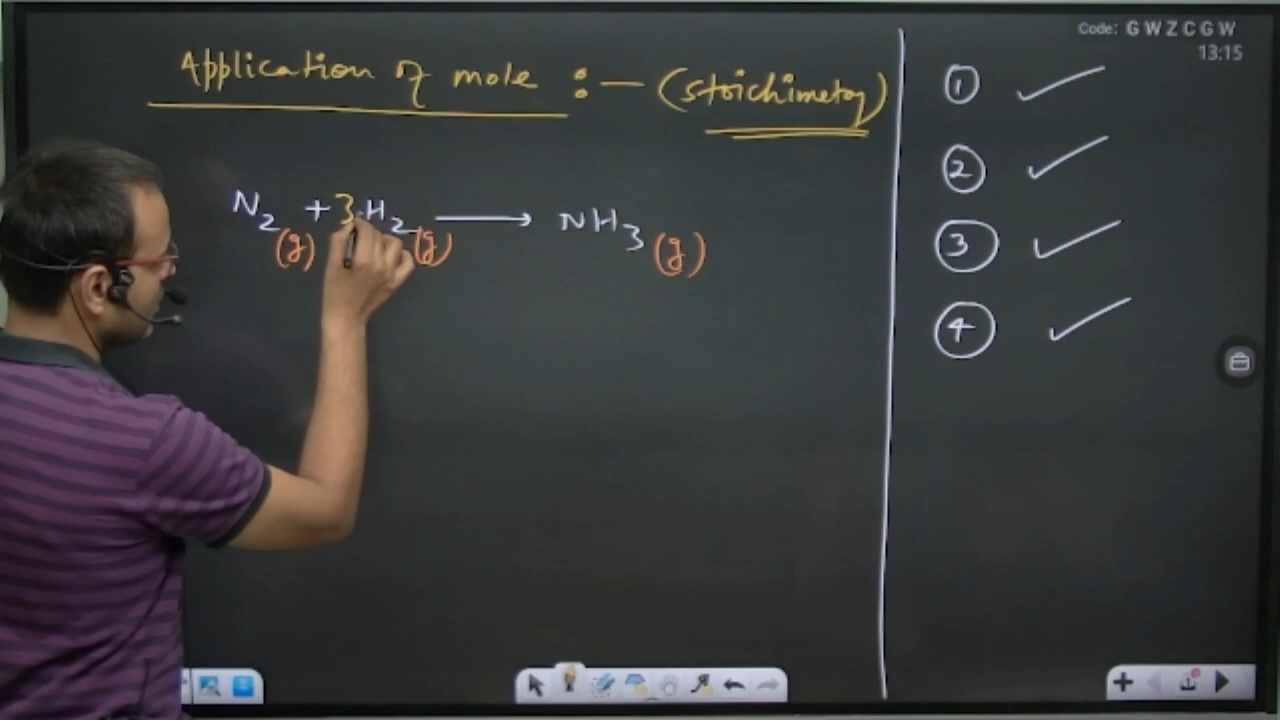 Code: GWZCGW
13:15
Application of mole :— (stoichimetry)
N2 (g) + 3H2 (g) ⟶ NH3 (g)
① ✓
② ✓
③ ✓
④ ✓